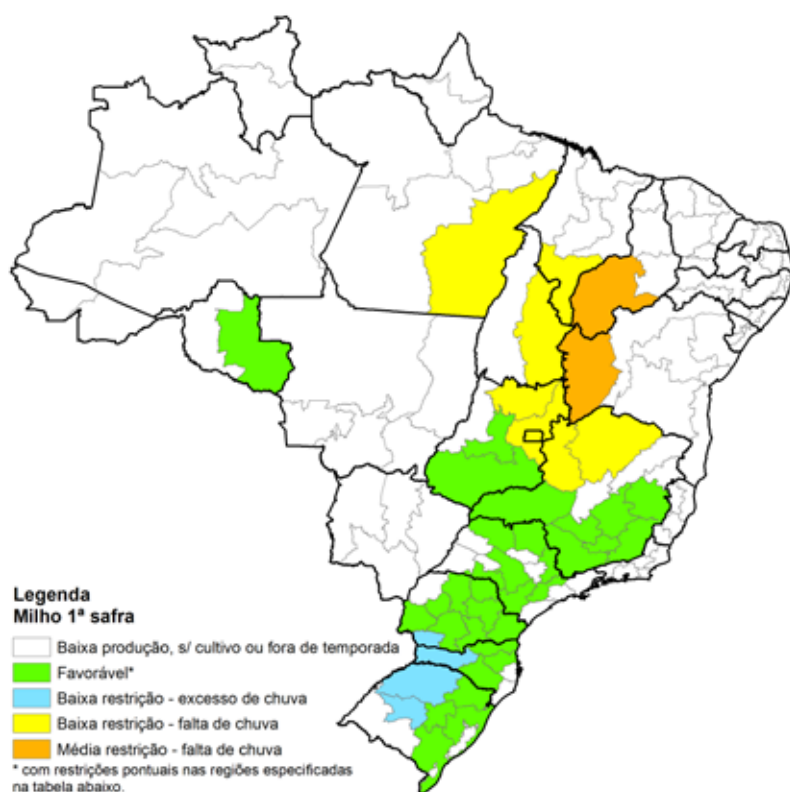 Legenda
Milho 1ª safra
Baixa produção, s/ cultivo ou fora de temporada
Favorável*
Baixa restrição - excesso de chuva
Baixa restrição - falta de chuva
Média restrição - falta de chuva
* com restrições pontuais nas regiões especificadas
na tabela abaixo.